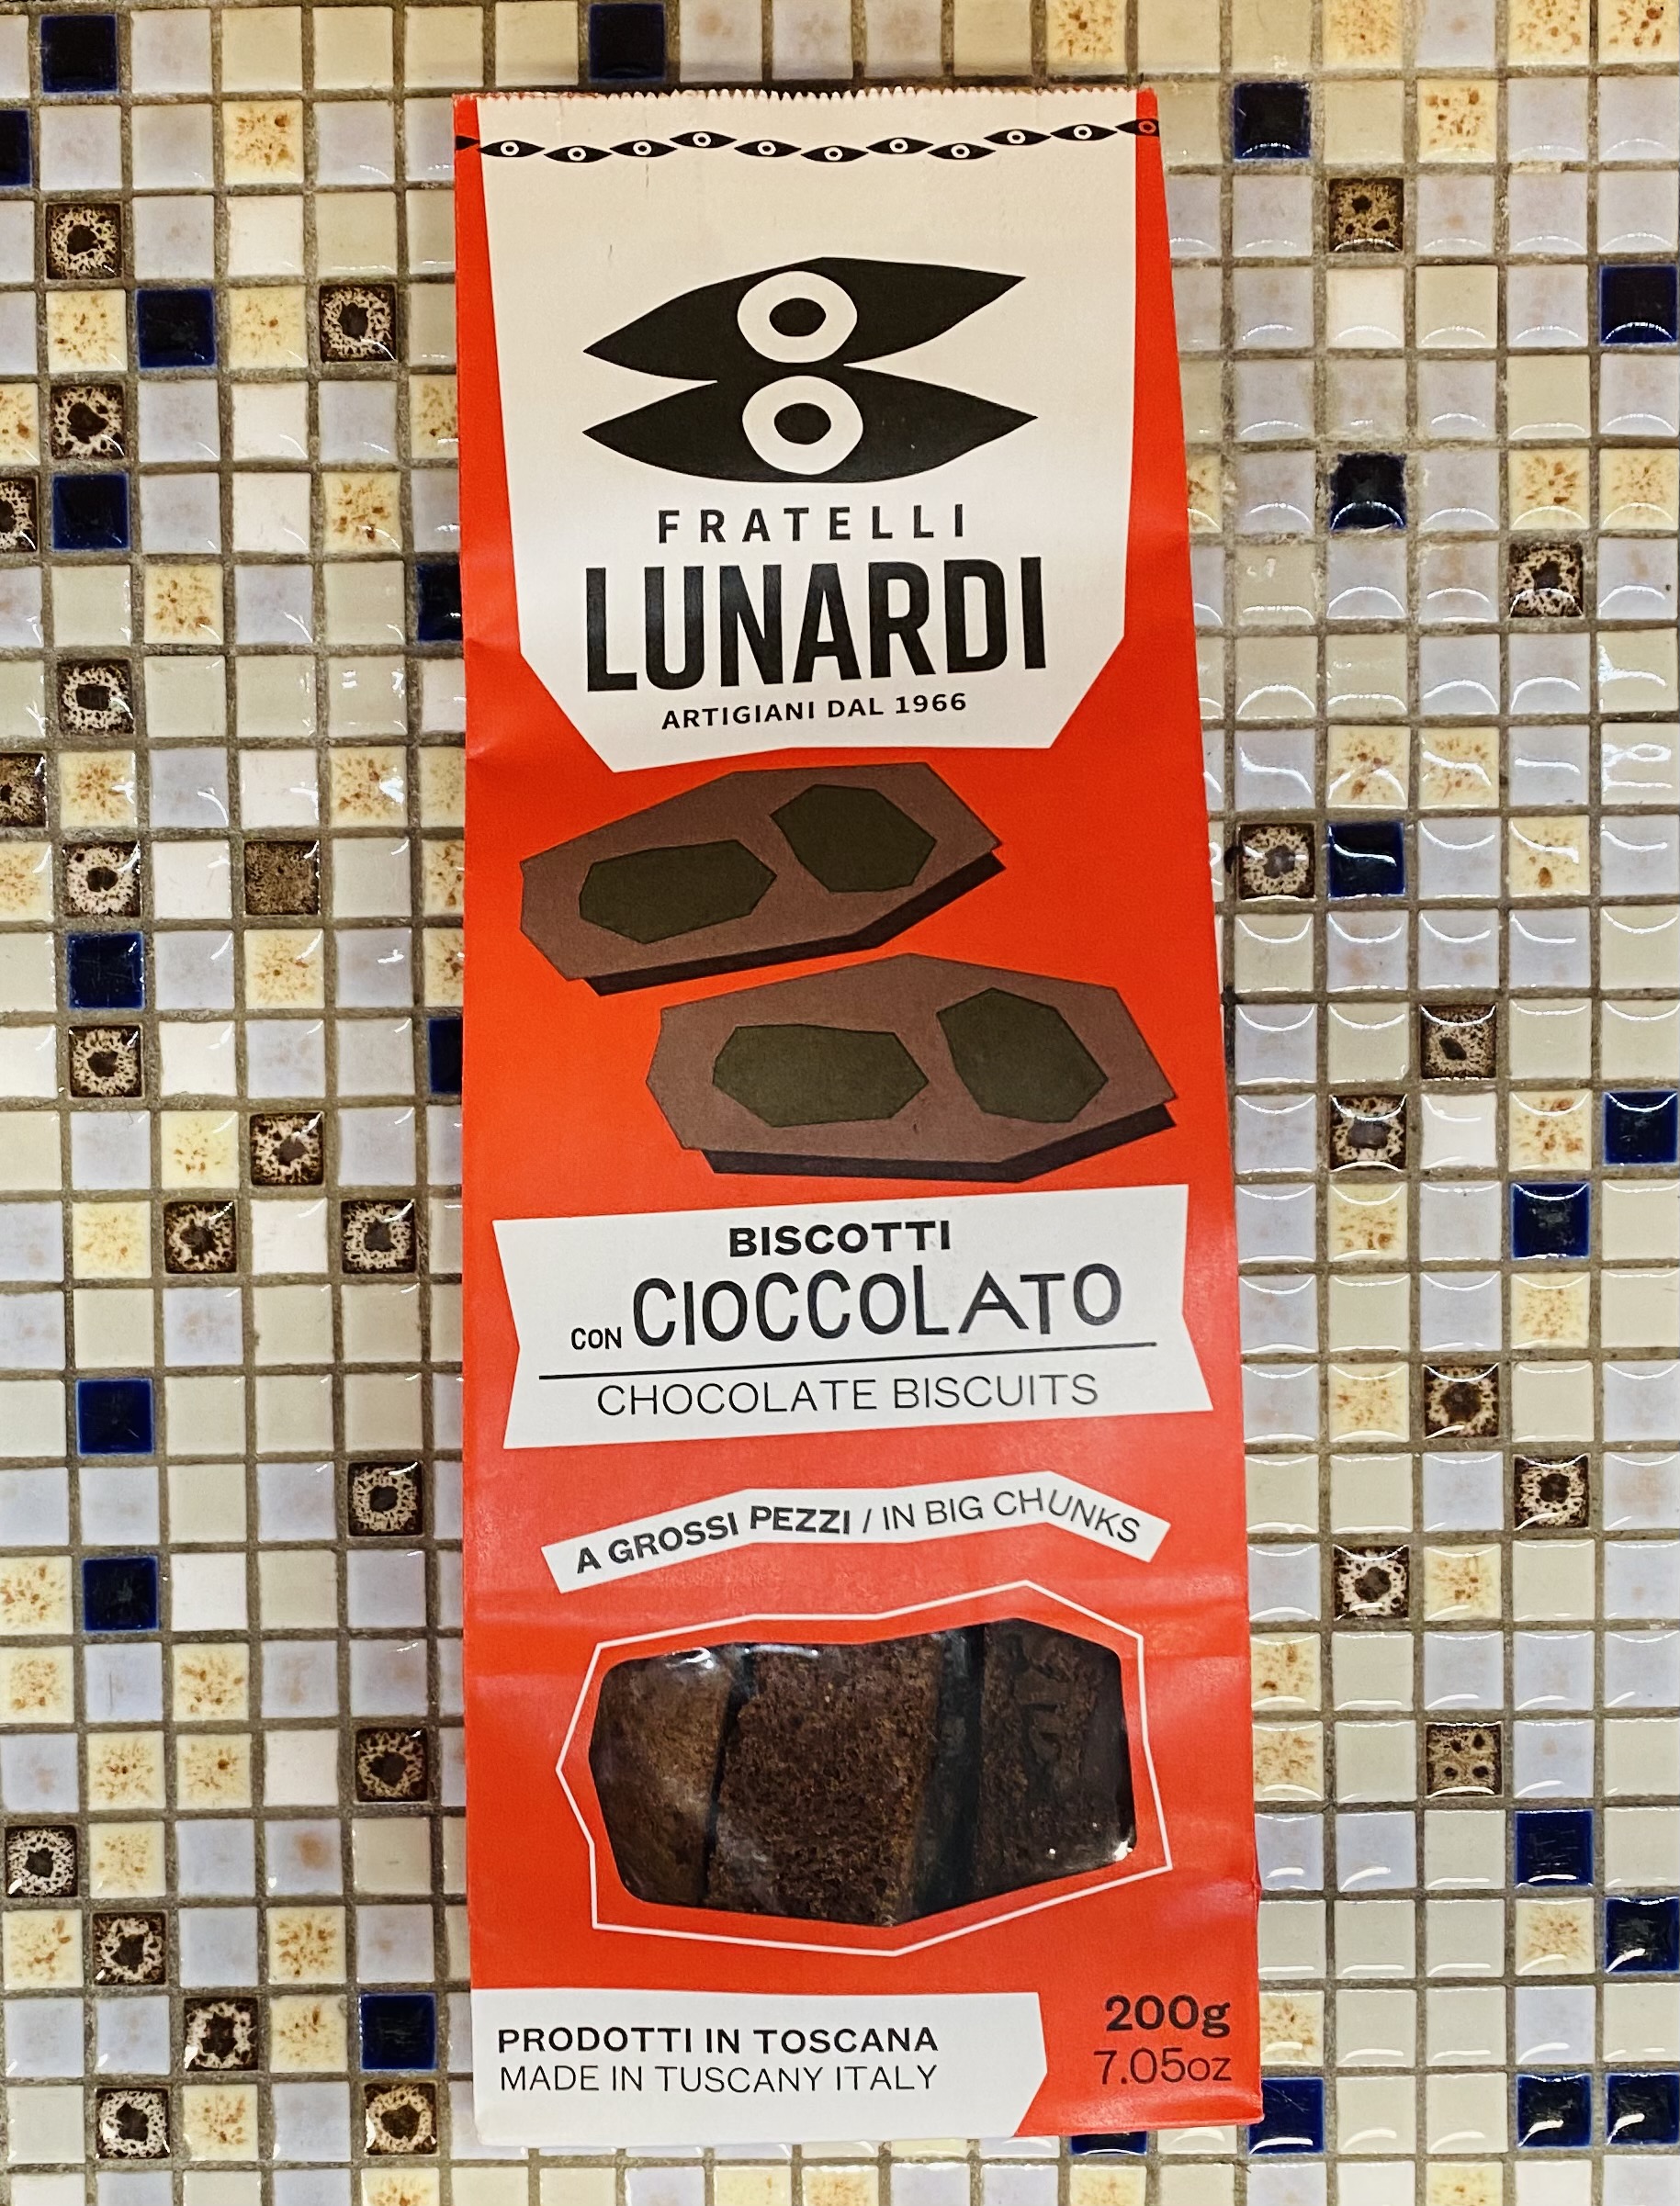 FRATELLI
LUNARDI
ARTIGIANI DAL 1966
BISCOTTI
CON CIOCCOLATO
CHOCOLATE BISCUITS
A GROSSI PEZZI / IN BIG CHUNKS
PRODOTTI IN TOSCANA
MADE IN TUSCANY ITALY
200g
7.05oz